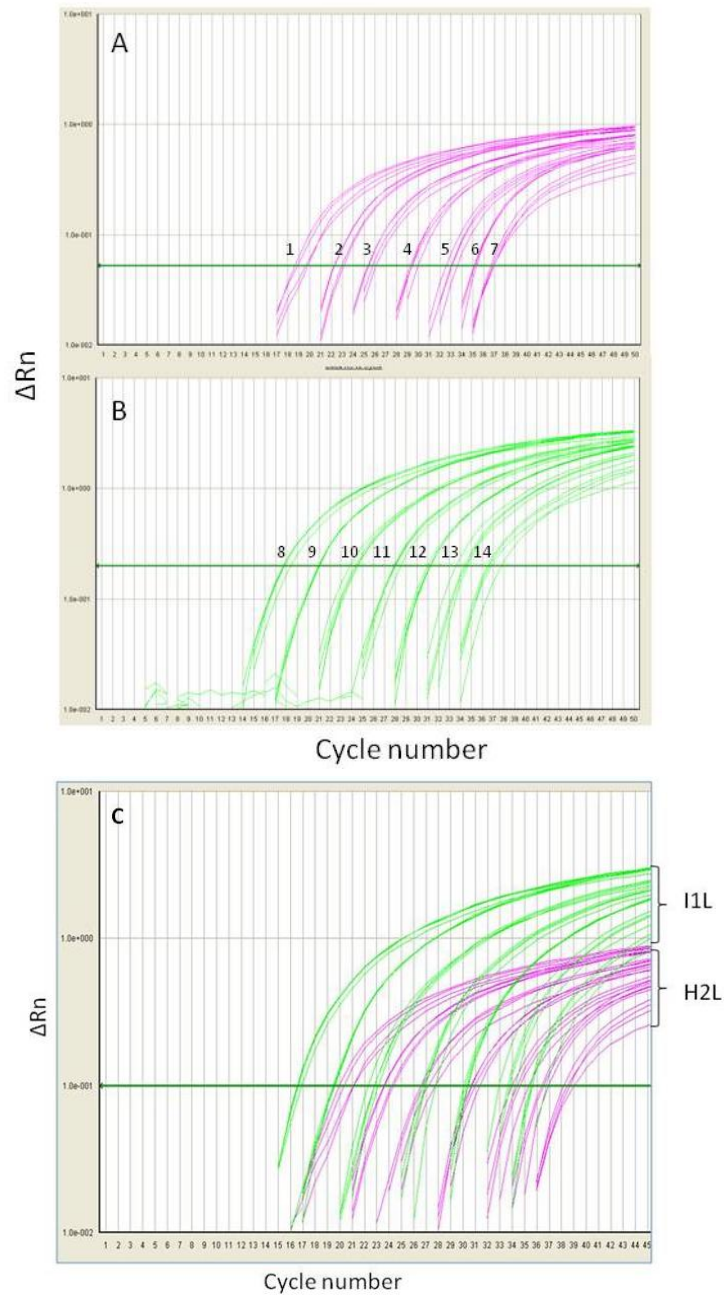 A
1.0e+001
1.0e+000
1.0e-001
1.0e-002
1 2 3 4 5 6 7
1 2 3 4 5 6 7 8 9 10 11 12 13 14 15 16 17 18 19 20 21 22 23 24 25 26 27 28 29 30 31 32 33 34 35 36 37 38 39 40 41 42 43 44 45 46 47 48 49 50
ΔRn
B
1.0e+001
1.0e+000
1.0e-001
1.0e-002
8 9 10 11 12 13 14
1 2 3 4 5 6 7 8 9 10 11 12 13 14 15 16 17 18 19 20 21 22 23 24 25 26 27 28 29 30 31 32 33 34 35 36 37 38 39 40 41 42 43 44 45 46 47 48 49 50
Cycle number
C
1.0e+001
1.0e+000
1.0e-001
1.0e-002
I1L
H2L
ΔRn
1 2 3 4 5 6 7 8 9 10 11 12 13 14 15 16 17 18 19 20 21 22 23 24 25 26 27 28 29 30 31 32 33 34 35 36 37 38 39 40 41 42 43 44 45
Cycle number